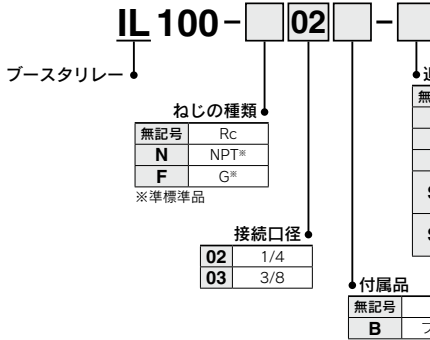 IL 100 - 02 -
ブースタリレー
ねじの種類
無記号 Rc
N NPT※
F G※
※準標準品
接続口径
02 1/4
03 3/8
付属品
無記号
B